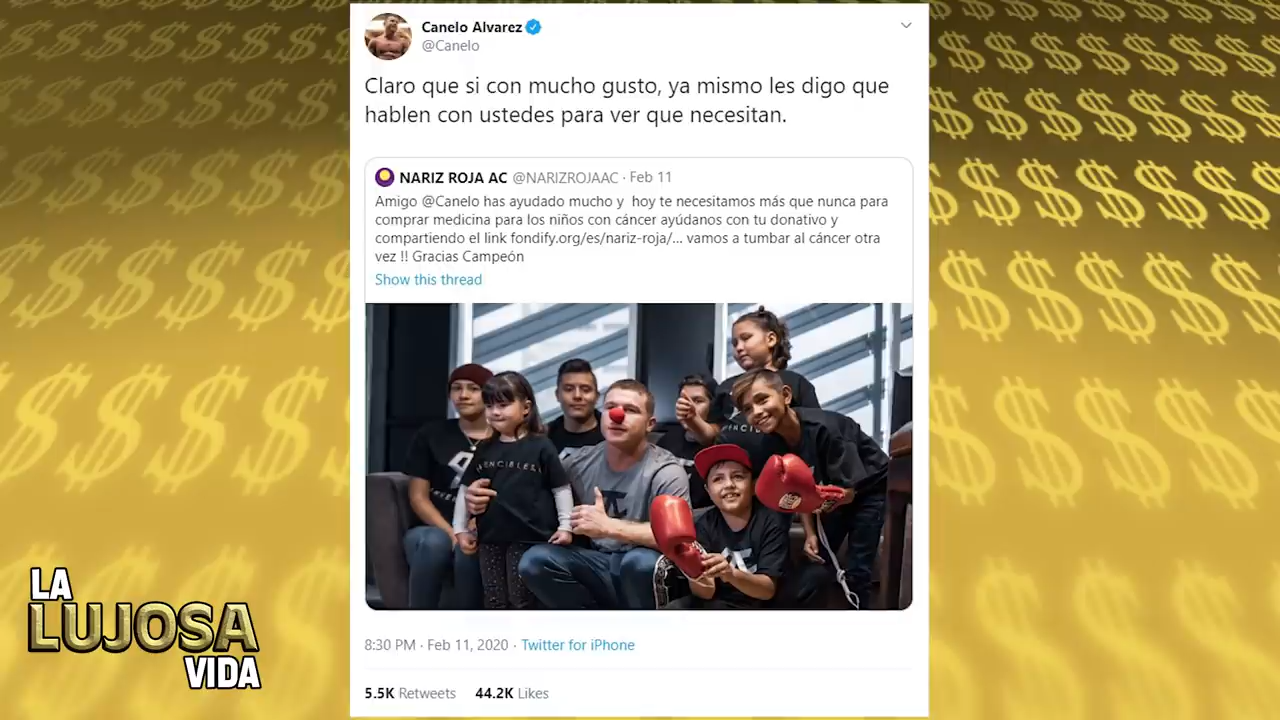 Canelo Alvarez
@Canelo
Claro que si con mucho gusto, ya mismo les digo que
hablen con ustedes para ver que necesitan.
NARIZ ROJA AC @NARIZROJAAC · Feb 11
Amigo @Canelo has ayudado mucho y hoy te necesitamos más que nunca para
comprar medicina para los niños con cáncer ayúdanos con tu donativo y
compartiendo el link fondify.org/es/nariz-roja/... vamos a tumbar al cáncer otra
vez !! Gracias Campeón
Show this thread
8:30 PM · Feb 11, 2020 · Twitter for iPhone
5.5K Retweets 44.2K Likes
LA
LUJOSA
VIDA